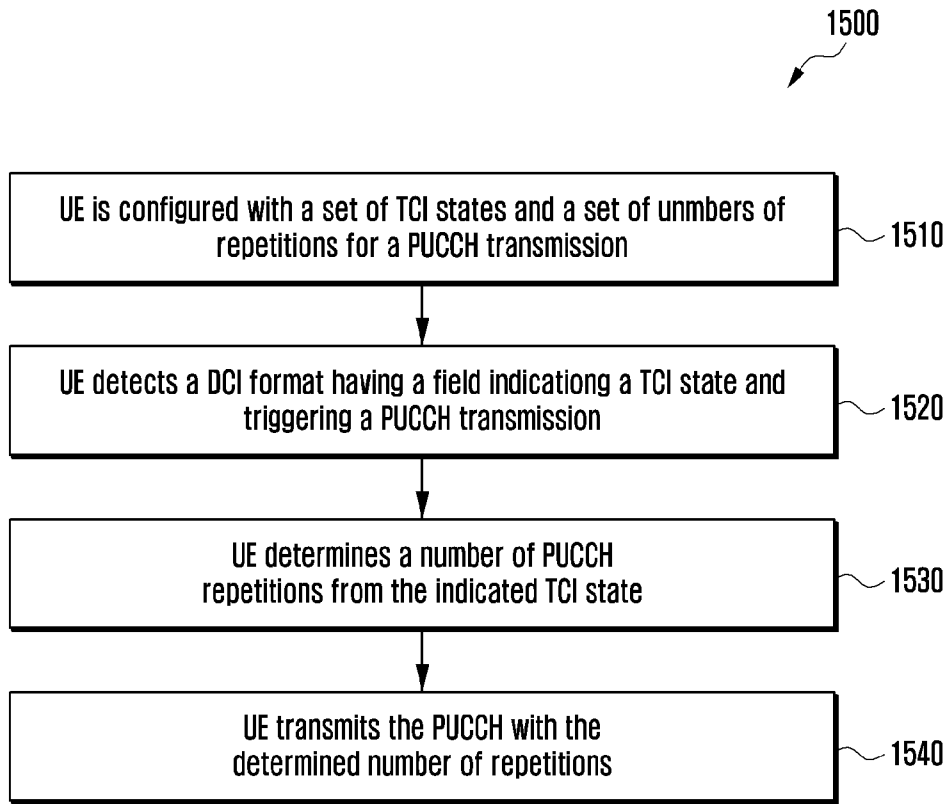 1500
UE is configured with a set of TCI states and a set of unmbers of
repetitions for a PUCCH transmission
1510
UE detects a DCI format having a field indicationg a TCI state and
triggering a PUCCH transmission
1520
UE determines a number of PUCCH
repetitions from the indicated TCI state
1530
UE transmits the PUCCH with the
determined number of repetitions
1540